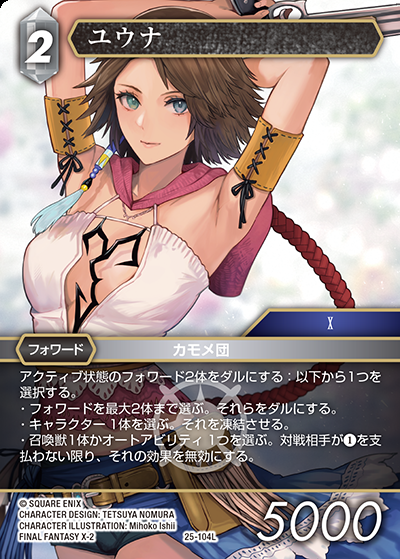 2
ユウナ
X
フォワード
カモメ団
アクティブ状態のフォワード2体をダルにする：以下から1つを
選択する。
・フォワードを最大2体まで選ぶ。それらをダルにする。
・キャラクター 1体を選ぶ。それを凍結させる。
・召喚獣1体かオートアビリティ 1つを選ぶ。対戦相手が❶を支
払わない限り、それの効果を無効にする。
© SQUARE ENIX
CHARACTER DESIGN: TETSUYA NOMURA
CHARACTER ILLUSTRATION: Mihoko Ishii
FINAL FANTASY X-2
25-104L
5000